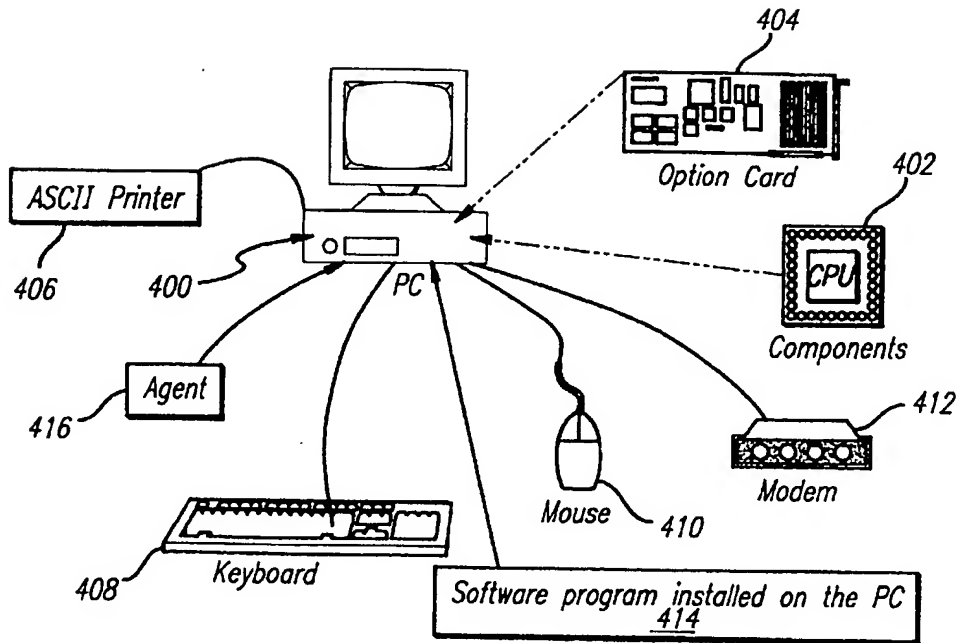 404
Option Card
402
CPU
Components
ASCII Printer
406
400
PC
Agent
416
412
Modem
Mouse
410
408
Keyboard
Software program installed on the PC
414